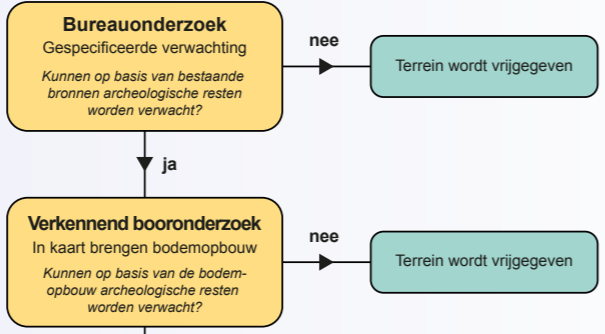 Bureauonderzoek
Gespecificeerde verwachting
Kunnen op basis van bestaande
bronnen archeologische resten
worden verwacht?
nee
Terrein wordt vrijgegeven
ja
Verkennend booronderzoek
In kaart brengen bodemopbouw
Kunnen op basis van de bodem-
opbouw archeologische resten
worden verwacht?
nee
Terrein wordt vrijgegeven